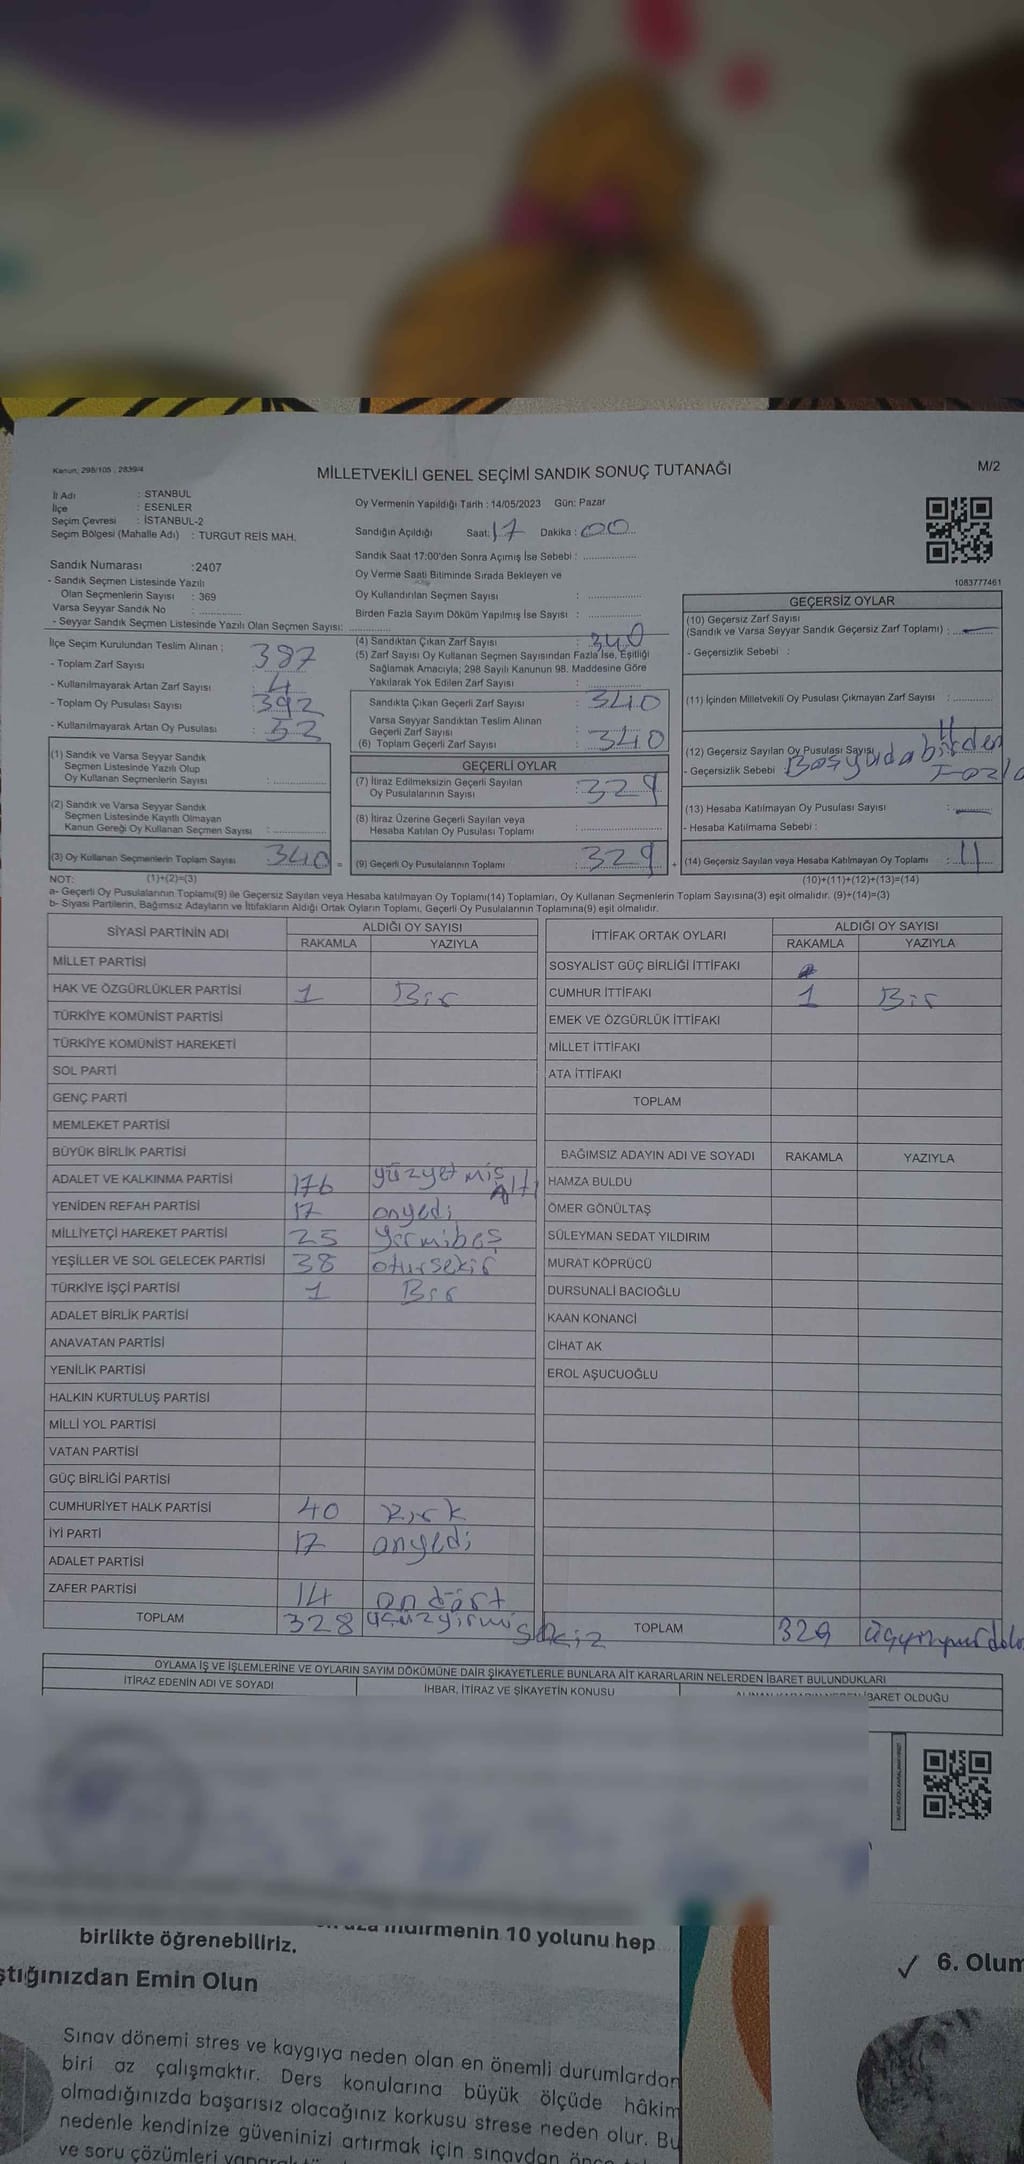 Kanun, 298/105 , 2839/4
MİLLETVEKİLİ GENEL SEÇİMİ SANDIK SONUÇ TUTANAĞI
M/2
İl Adı : STANBUL
İlçe : ESENLER
Seçim Çevresi : İSTANBUL-2
Seçim Bölgesi (Mahalle Adı) : TURGUT REİS MAH.
Sandık Numarası :2407
- Sandık Seçmen Listesinde Yazılı
Olan Seçmenlerin Sayısı : 369
Varsa Seyyar Sandık No :
- Seyyar Sandık Seçmen Listesinde Yazılı Olan Seçmen Sayısı:
Oy Vermenin Yapıldığı Tarih : 14/05/2023 Gün: Pazar
Sandığın Açıldığı Saat: 17 Dakika : 00
Sandık Saat 17:00'den Sonra Açımış İse Sebebi :
Oy Verme Saati Bitiminde Sırada Bekleyen ve
Oy Kullandırılan Seçmen Sayısı :
Birden Fazla Sayım Döküm Yapılmış İse Sayısı :
1083777461
İlçe Seçim Kurulundan Teslim Alınan ;
- Toplam Zarf Sayısı 387
- Kullanılmayarak Artan Zarf Sayısı 4
- Toplam Oy Pusulası Sayısı : 392
- Kullanılmayarak Artan Oy Pusulası : 52
(1) Sandık ve Varsa Seyyar Sandık
Seçmen Listesinde Yazılı Olup
Oy Kullanan Seçmenlerin Sayısı :
(2) Sandık ve Varsa Seyyar Sandık
Seçmen Listesinde Kayıtlı Olmayan
Kanun Gereği Oy Kullanan Seçmen Sayısı :
(3) Oy Kullanan Seçmenlerin Toplam Sayısı 340 =
(4) Sandıktan Çıkan Zarf Sayısı : 340
(5) Zarf Sayısı Oy Kullanan Seçmen Sayısından Fazla İse, Eşitliği
Sağlamak Amacıyla; 298 Sayılı Kanunun 98. Maddesine Göre
Yakılarak Yok Edilen Zarf Sayısı :
Sandıkta Çıkan Geçerli Zarf Sayısı : 340
Varsa Seyyar Sandıktan Teslim Alınan
Geçerli Zarf Sayısı :
(6) Toplam Geçerli Zarf Sayısı : 340
GEÇERLİ OYLAR
(7) İtiraz Edilmeksizin Geçerli Sayılan
Oy Pusulalarının Sayısı : 329
(8) İtiraz Üzerine Geçerli Sayılan veya
Hesaba Katılan Oy Pusulası Toplamı :
(9) Geçerli Oy Pusulalarının Toplamı : 329 +
GEÇERSİZ OYLAR
(10) Geçersiz Zarf Sayısı
(Sandık ve Varsa Seyyar Sandık Geçersiz Zarf Toplamı) : —
- Geçersizlik Sebebi :
(11) İçinden Milletvekili Oy Pusulası Çıkmayan Zarf Sayısı :
(12) Geçersiz Sayılan Oy Pusulası Sayısı 11
- Geçersizlik Sebebi Boş yada birden
Fazla
(13) Hesaba Katılmayan Oy Pusulası Sayısı : —
- Hesaba Katılmama Sebebi :
(14) Geçersiz Sayılan veya Hesaba Katılmayan Oy Toplamı : 11
NOT: (1)+(2)=(3)
(10)+(11)+(12)+(13)=(14)
a- Geçerli Oy Pusulalarının Toplamı(9) ile Geçersiz Sayılan veya Hesaba katılmayan Oy Toplamı(14) Toplamları, Oy Kullanan Seçmenlerin Toplam Sayısına(3) eşit olmalıdır. (9)+(14)=(3)
b- Siyasi Partilerin, Bağımsız Adayların ve İttifakların Aldığı Ortak Oyların Toplamı, Geçerli Oy Pusulalarının Toplamına(9) eşit olmalıdır.
SİYASİ PARTİNİN ADI
ALDIĞI OY SAYISI
RAKAMLA YAZIYLA
MİLLET PARTİSİ
HAK VE ÖZGÜRLÜKLER PARTİSİ 1 Bir
TÜRKİYE KOMÜNİST PARTİSİ
TÜRKİYE KOMÜNİST HAREKETİ
SOL PARTİ
GENÇ PARTİ
MEMLEKET PARTİSİ
BÜYÜK BİRLİK PARTİSİ
ADALET VE KALKINMA PARTİSİ 176 yüzyetmiş Altı
YENİDEN REFAH PARTİSİ 17 onyedi
MİLLİYETÇİ HAREKET PARTİSİ 25 yirmibeş
YEŞİLLER VE SOL GELECEK PARTİSİ 38 otuzsekiz
TÜRKİYE İŞÇİ PARTİSİ 1 Bir
ADALET BİRLİK PARTİSİ
ANAVATAN PARTİSİ
YENİLİK PARTİSİ
HALKIN KURTULUŞ PARTİSİ
MİLLİ YOL PARTİSİ
VATAN PARTİSİ
GÜÇ BİRLİĞİ PARTİSİ
CUMHURİYET HALK PARTİSİ 40 Kırk
İYİ PARTİ 17 onyedi
ADALET PARTİSİ
ZAFER PARTİSİ 14 on dört
TOPLAM 328 üçüzyirmi sekiz
İTTİFAK ORTAK OYLARI
ALDIĞI OY SAYISI
RAKAMLA YAZIYLA
SOSYALİST GÜÇ BİRLİĞİ İTTİFAKI
CUMHUR İTTİFAKI 1 Bir
EMEK VE ÖZGÜRLÜK İTTİFAKI
MİLLET İTTİFAKI
ATA İTTİFAKI
TOPLAM
BAĞIMSIZ ADAYIN ADI VE SOYADI RAKAMLA YAZIYLA
HAMZA BULDU
ÖMER GÖNÜLTAŞ
SÜLEYMAN SEDAT YILDIRIM
MURAT KÖPRÜCÜ
DURSUNALİ BACIOĞLU
KAAN KONANCİ
CİHAT AK
EROL AŞUCUOĞLU
TOPLAM 329
OYLAMA İŞ VE İŞLEMLERİNE VE OYLARIN SAYIM DÖKÜMÜNE DAİR ŞİKAYETLERLE BUNLARA AİT KARARLARIN NELERDEN İBARET BULUNDUKLARI
İTİRAZ EDENİN ADI VE SOYADI
İHBAR, İTİRAZ VE ŞİKAYETİN KONUSU
İBARET OLDUĞU
indirmenin 10 yolunu hep
birlikte öğrenebiliriz.
ştığınızdan Emin Olun
✓ 6. Olum
Sınav dönemi stres ve kaygıya neden olan en önemli durumlardan
biri az çalışmaktır. Ders konularına büyük ölçüde hâkim
olmadığınızda başarısız olacağınız korkusu strese neden olur. Bu
nedenle kendinize güveninizi artırmak için sınavdan önce
ve soru çözümleri